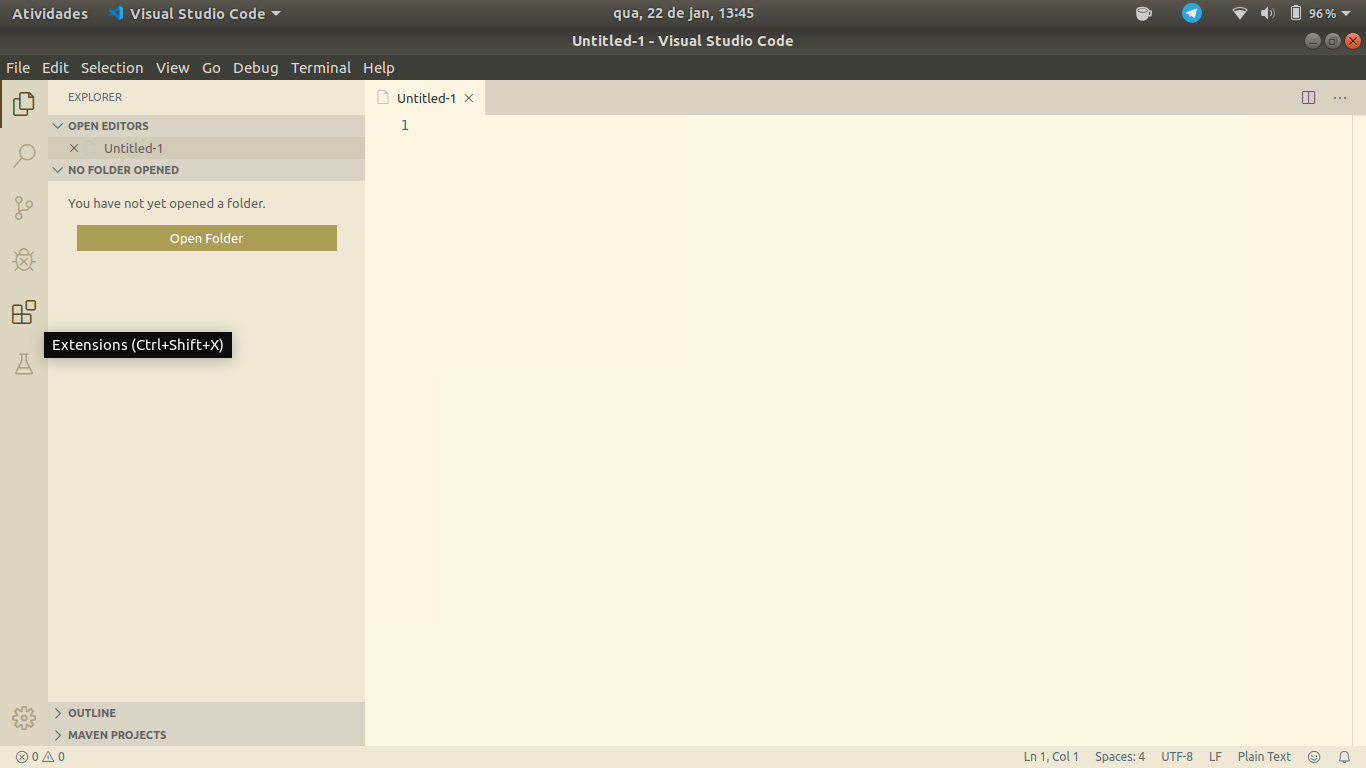 Atividades Visual Studio Code qua, 22 de jan, 13:45 96%
Untitled-1 - Visual Studio Code
File Edit Selection View Go Debug Terminal Help
EXPLORER
Untitled-1
OPEN EDITORS
1
Untitled-1
NO FOLDER OPENED
You have not yet opened a folder.
Open Folder
Extensions (Ctrl+Shift+X)
OUTLINE
MAVEN PROJECTS
0 0 Ln 1, Col 1 Spaces: 4 UTF-8 LF Plain Text